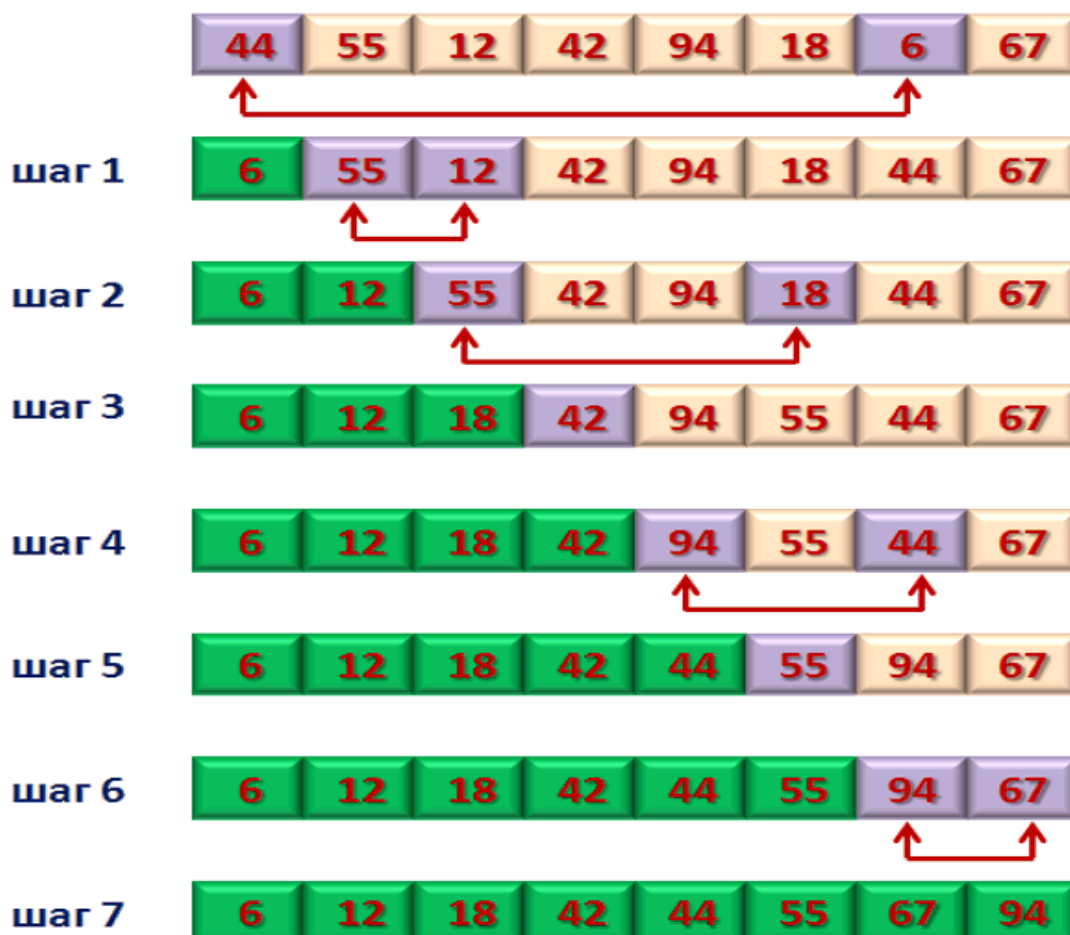 44 55 12 42 94 18 6 67
шаг 1 6 55 12 42 94 18 44 67
шаг 2 6 12 55 42 94 18 44 67
шаг 3 6 12 18 42 94 55 44 67
шаг 4 6 12 18 42 94 55 44 67
шаг 5 6 12 18 42 44 55 94 67
шаг 6 6 12 18 42 44 55 94 67
шаг 7 6 12 18 42 44 55 67 94